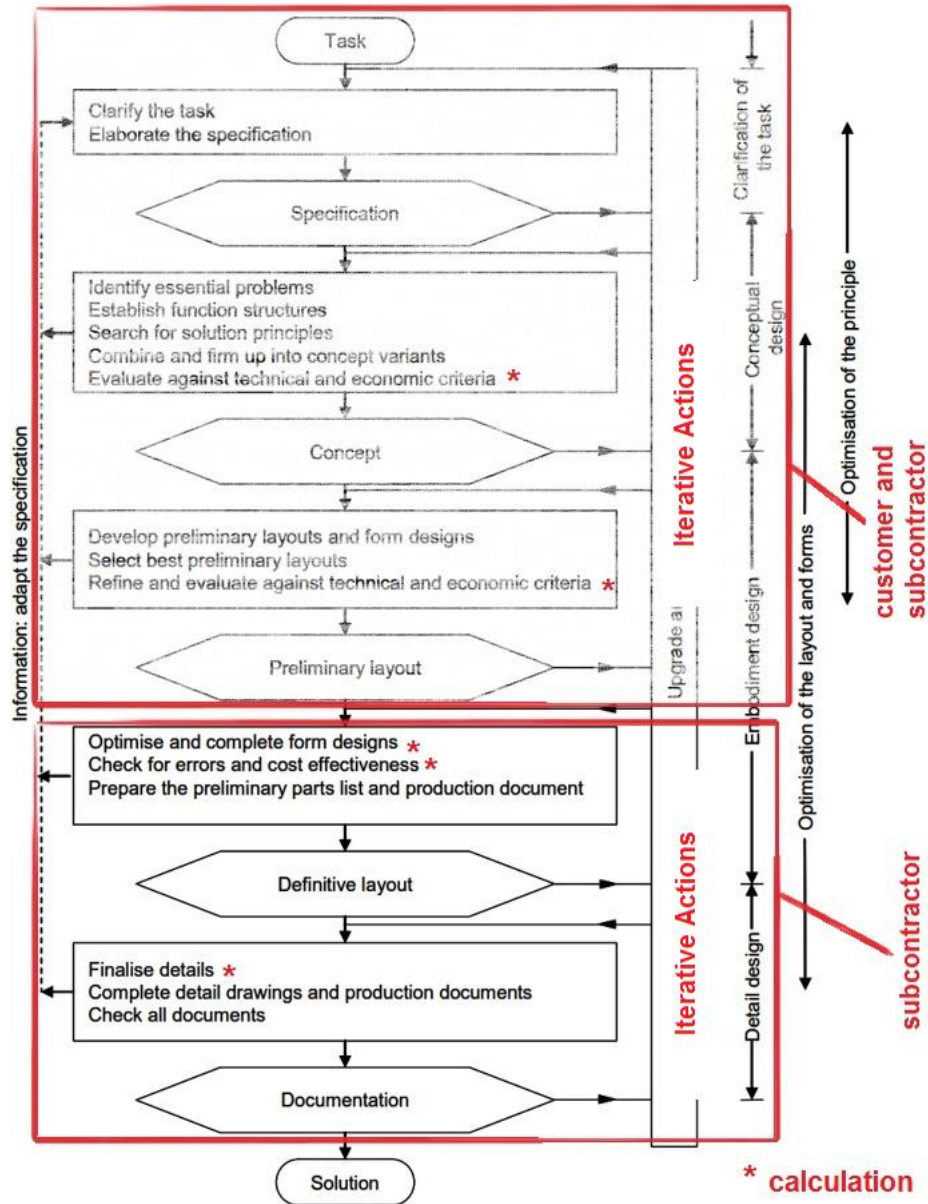 Task
Clarify the task
Elaborate the specification
Specification
Identify essential problems
Establish function structures
Search for solution principles
Combine and firm up into concept variants
Evaluate against technical and economic criteria *
Concept
Develop preliminary layouts and form designs
Select best preliminary layouts
Refine and evaluate against technical and economic criteria *
Preliminary layout
Optimise and complete form designs *
Check for errors and cost effectiveness *
Prepare the preliminary parts list and production document
Definitive layout
Finalise details *
Complete detail drawings and production documents
Check all documents
Documentation
Solution
Information: adapt the specification
Iterative Actions
Upgrade
Iterative Actions
Clarification of
the task
Conceptual
design
Embodiment design
Detail design
Optimisation of the layout and forms
Optimisation of the principle
customer and
subcontractor
subcontractor
* calculation